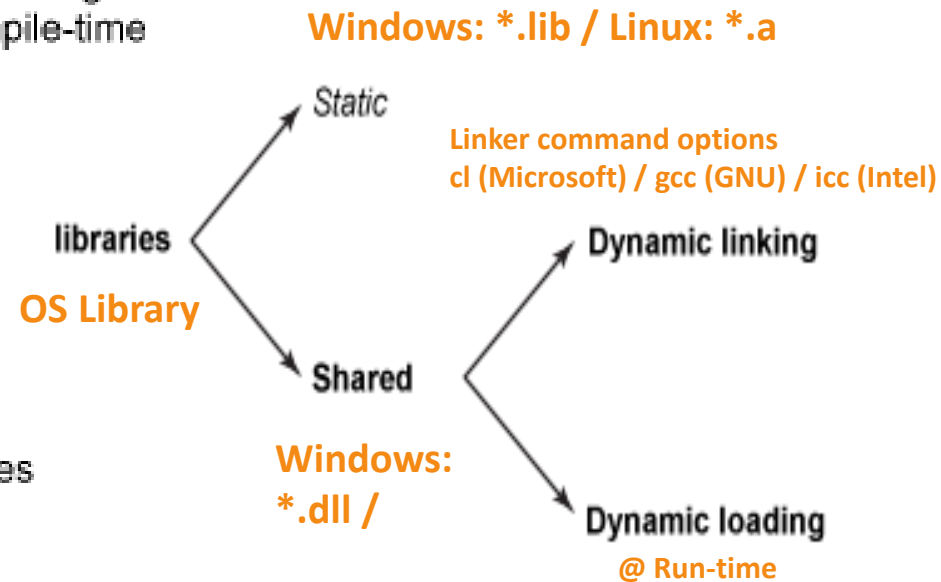 pile-time
Windows: *.lib / Linux: *.a
Static
Linker command options
cl (Microsoft) / gcc (GNU) / icc (Intel)
libraries
Dynamic linking
OS Library
Shared
Windows:
*.dll /
es
Dynamic loading
@ Run-time